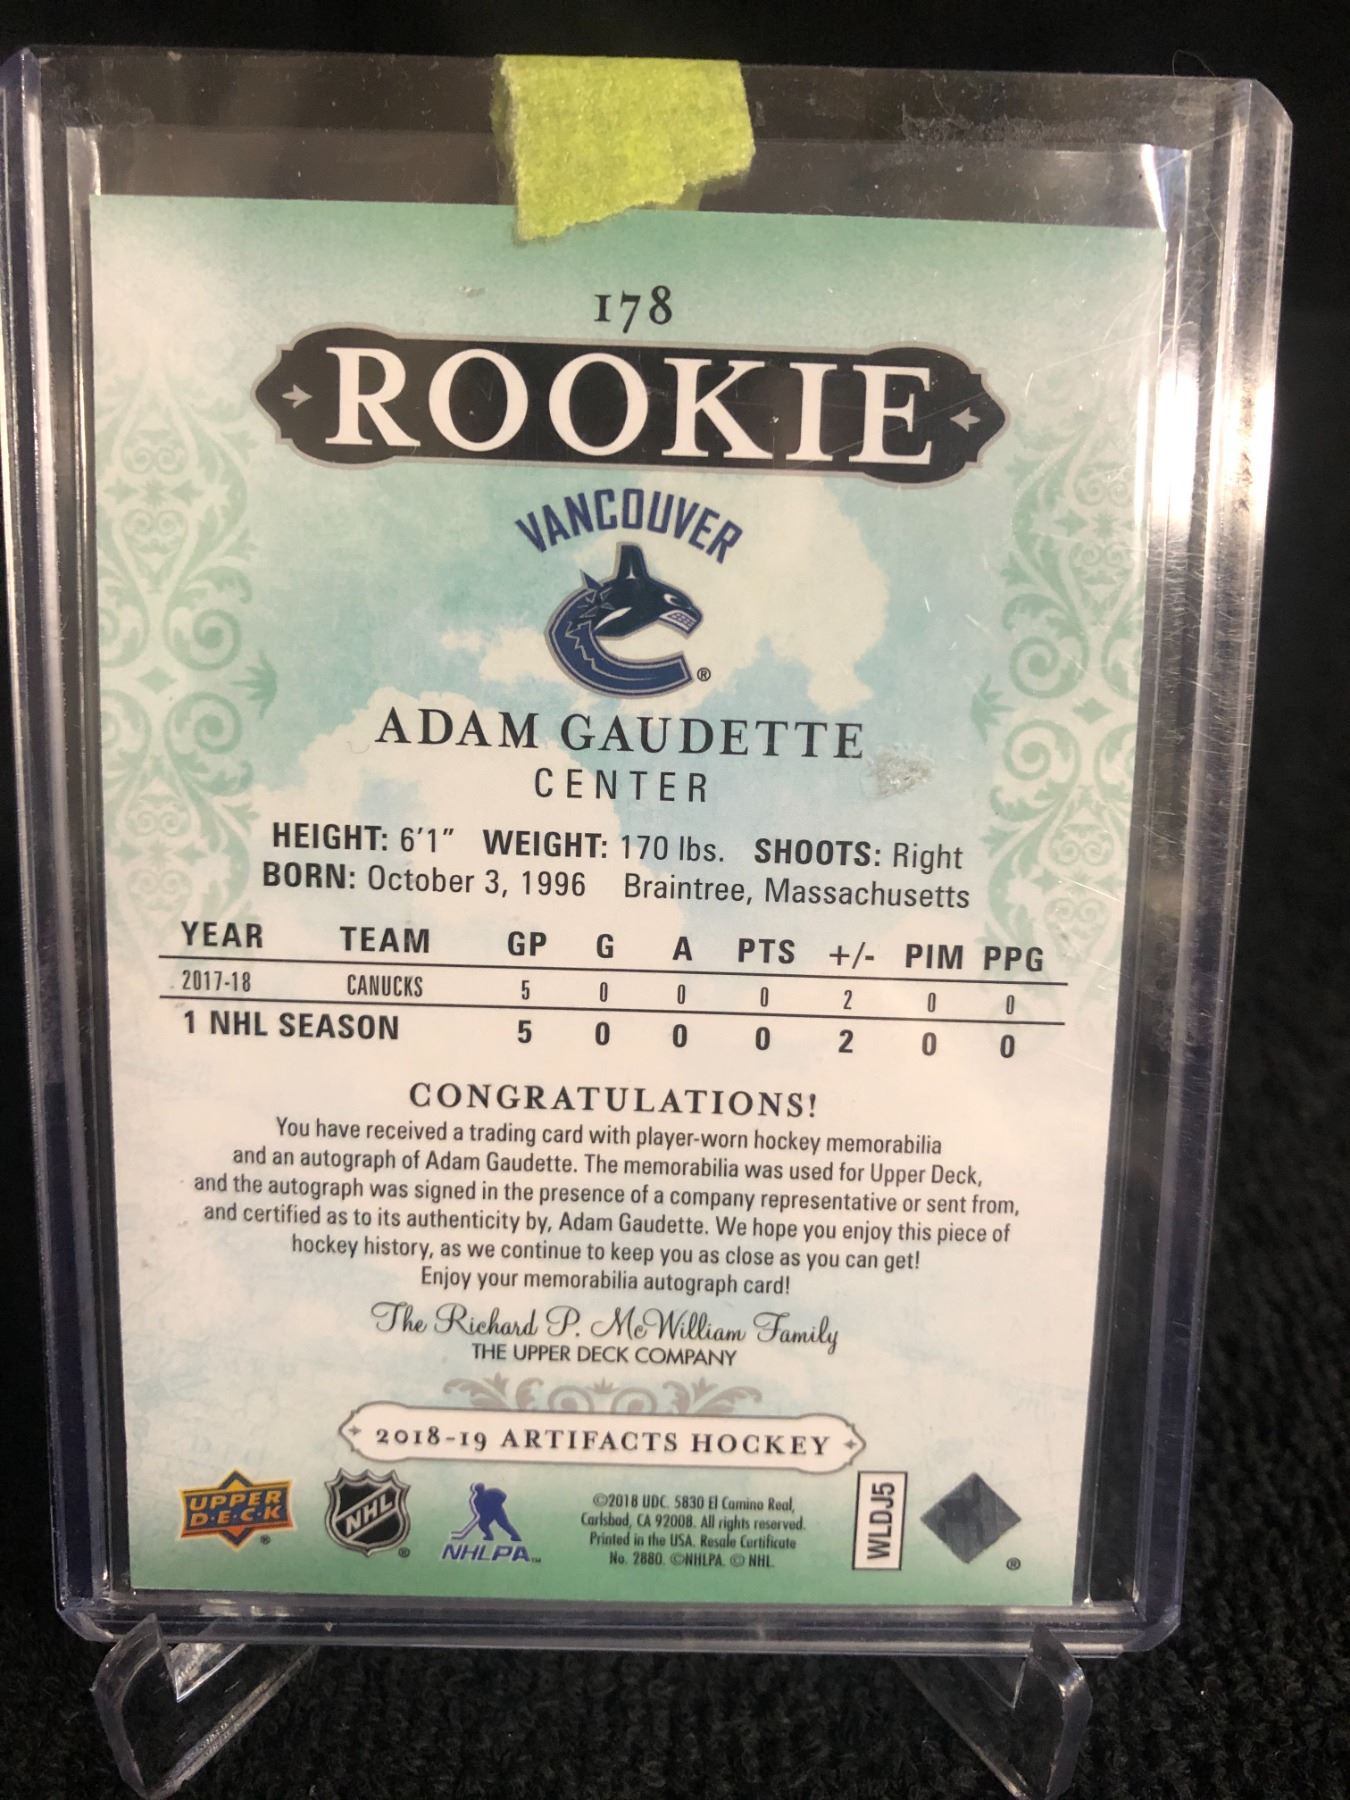 178
ROOKIE
VANCOUVER
®
ADAM GAUDETTE
CENTER
HEIGHT: 6'1" WEIGHT: 170 lbs. SHOOTS: Right
BORN: October 3, 1996 Braintree, Massachusetts
YEAR TEAM GP G A PTS +/- PIM PPG
2017-18 CANUCKS 5 0 0 0 2 0 0
1 NHL SEASON 5 0 0 0 2 0 0
CONGRATULATIONS!
You have received a trading card with player-worn hockey memorabilia
and an autograph of Adam Gaudette. The memorabilia was used for Upper Deck,
and the autograph was signed in the presence of a company representative or sent from,
and certified as to its authenticity by, Adam Gaudette. We hope you enjoy this piece of
hockey history, as we continue to keep you as close as you can get!
Enjoy your memorabilia autograph card!
The Richard P. McWilliam Family
THE UPPER DECK COMPANY
2018-19 ARTIFACTS HOCKEY
UPPER
D·E·C·K
®
NHL
®
NHLPA™
©2018 UDC. 5830 El Camino Real,
Carlsbad, CA 92008. All rights reserved.
Printed in the USA. Resale Certificate
No. 2880. ©NHLPA. © NHL.
WLDJ5
®